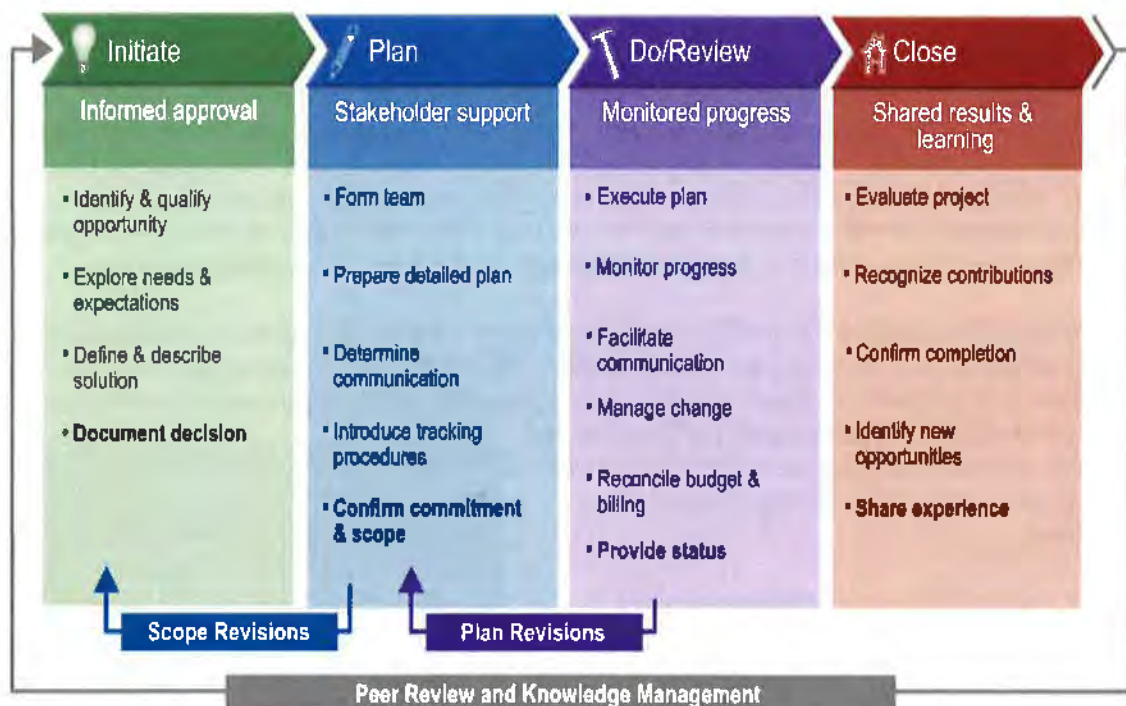 Initiate
Informed approval
▪ Identify & qualify
opportunity
▪ Explore needs &
expectations
▪ Define & describe
solution
▪ Document decision
Plan
Stakeholder support
▪ Form team
▪ Prepare detailed plan
▪ Determine
communication
▪ Introduce tracking
procedures
▪ Confirm commitment
& scope
Do/Review
Monitored progress
▪ Execute plan
▪ Monitor progress
▪ Facilitate
communication
▪ Manage change
▪ Reconcile budget &
billing
▪ Provide status
Close
Shared results &
learning
▪ Evaluate project
▪ Recognize contributions
▪ Confirm completion
▪ Identify new
opportunities
▪ Share experience
Scope Revisions
Plan Revisions
Peer Review and Knowledge Management